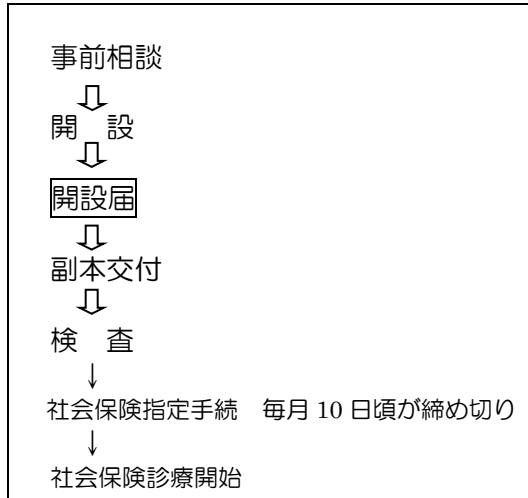 事前相談
⇩
開　設
⇩
開設届
⇩
副本交付
⇩
検　査
↓
社会保険指定手続　毎月 10 日頃が締め切り
↓
社会保険診療開始